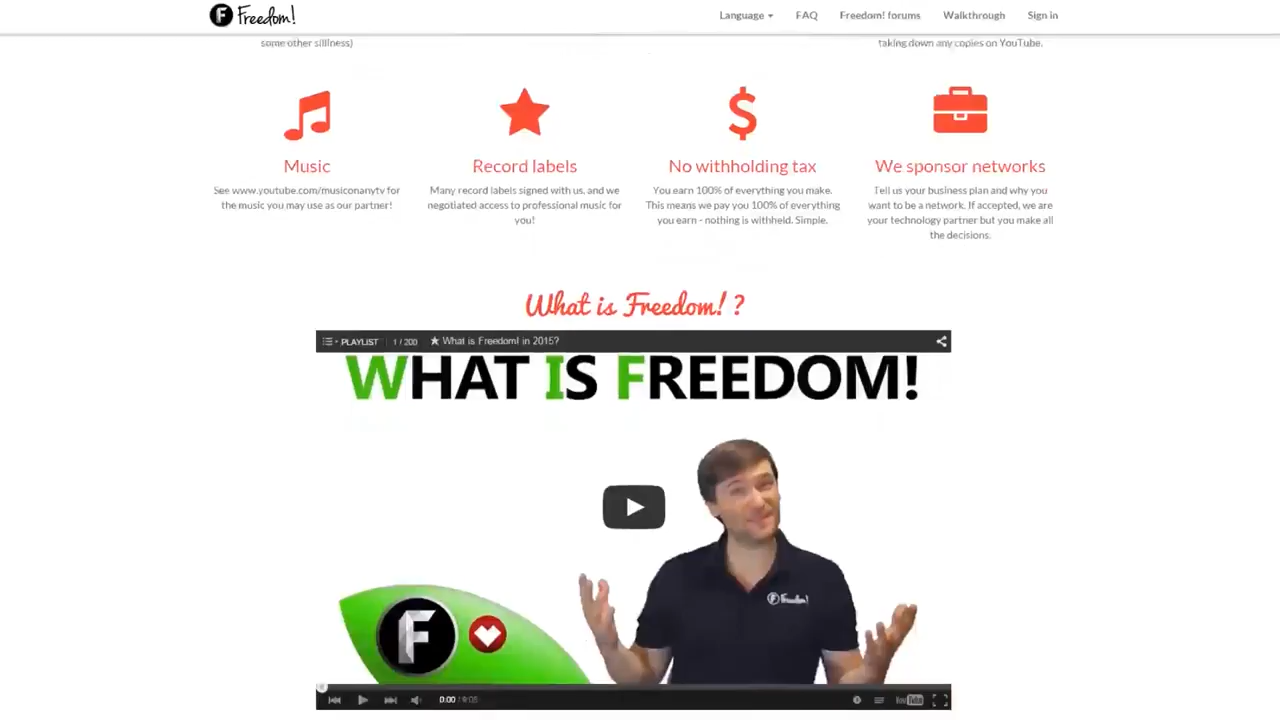 Freedom!
Language
FAQ
Freedom! forums
Walkthrough
Sign in
some other silliness)
taking down any copies on YouTube.
Music
See www.youtube.com/musiconanytv for
the music you may use as our partner!
Record labels
Many record labels signed with us, and we
negotiated access to professional music for
you!
No withholding tax
You earn 100% of everything you make.
This means we pay you 100% of everything
you earn - nothing is withheld. Simple.
We sponsor networks
Tell us your business plan and why you
want to be a network. If accepted, we are
your technology partner but you make all
the decisions.
What is Freedom! ?
PLAYLIST 1 / 200 ★ What is Freedom! in 2015?
WHAT IS FREEDOM!
F Freedom!
F
0:00 / 9:05
YouTube